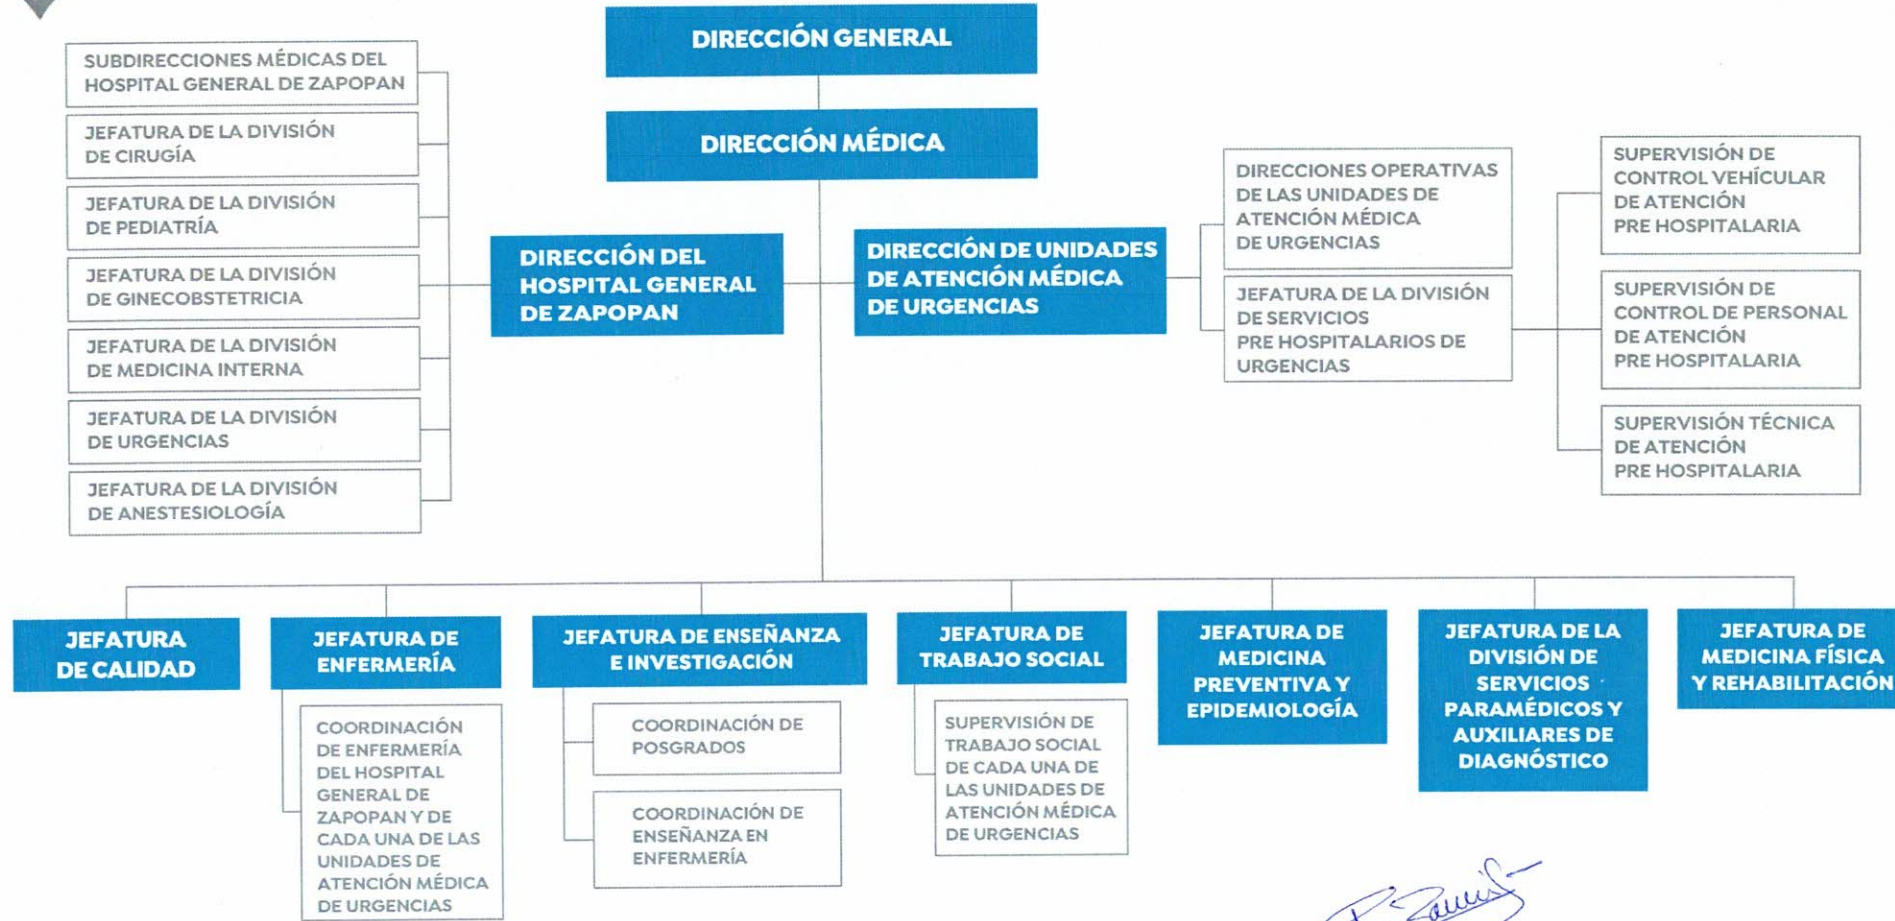 DIRECCIÓN GENERAL
DIRECCIÓN MÉDICA
SUBDIRECCIONES MÉDICAS DEL
HOSPITAL GENERAL DE ZAPOPAN
JEFATURA DE LA DIVISIÓN
DE CIRUGÍA
JEFATURA DE LA DIVISIÓN
DE PEDIATRÍA
JEFATURA DE LA DIVISIÓN
DE GINECOBSTETRICIA
JEFATURA DE LA DIVISIÓN
DE MEDICINA INTERNA
JEFATURA DE LA DIVISIÓN
DE URGENCIAS
JEFATURA DE LA DIVISIÓN
DE ANESTESIOLOGÍA
DIRECCIÓN DEL
HOSPITAL GENERAL
DE ZAPOPAN
DIRECCIÓN DE UNIDADES
DE ATENCIÓN MÉDICA
DE URGENCIAS
DIRECCIONES OPERATIVAS
DE LAS UNIDADES DE
ATENCIÓN MÉDICA
DE URGENCIAS
JEFATURA DE LA DIVISIÓN
DE SERVICIOS
PRE HOSPITALARIOS DE
URGENCIAS
SUPERVISIÓN DE
CONTROL VEHÍCULAR
DE ATENCIÓN
PRE HOSPITALARIA
SUPERVISIÓN DE
CONTROL DE PERSONAL
DE ATENCIÓN
PRE HOSPITALARIA
SUPERVISIÓN TÉCNICA
DE ATENCIÓN
PRE HOSPITALARIA
JEFATURA
DE CALIDAD
JEFATURA DE
ENFERMERÍA
COORDINACIÓN
DE ENFERMERÍA
DEL HOSPITAL
GENERAL DE
ZAPOPAN Y DE
CADA UNA DE LAS
UNIDADES DE
ATENCIÓN MÉDICA
DE URGENCIAS
JEFATURA DE ENSEÑANZA
E INVESTIGACIÓN
COORDINACIÓN DE
POSGRADOS
COORDINACIÓN DE
ENSEÑANZA EN
ENFERMERÍA
JEFATURA DE
TRABAJO SOCIAL
SUPERVISIÓN DE
TRABAJO SOCIAL
DE CADA UNA DE
LAS UNIDADES DE
ATENCIÓN MÉDICA
DE URGENCIAS
JEFATURA DE
MEDICINA
PREVENTIVA Y
EPIDEMIOLOGÍA
JEFATURA DE LA
DIVISIÓN DE
SERVICIOS
PARAMÉDICOS Y
AUXILIARES DE
DIAGNÓSTICO
JEFATURA DE
MEDICINA FÍSICA
Y REHABILITACIÓN